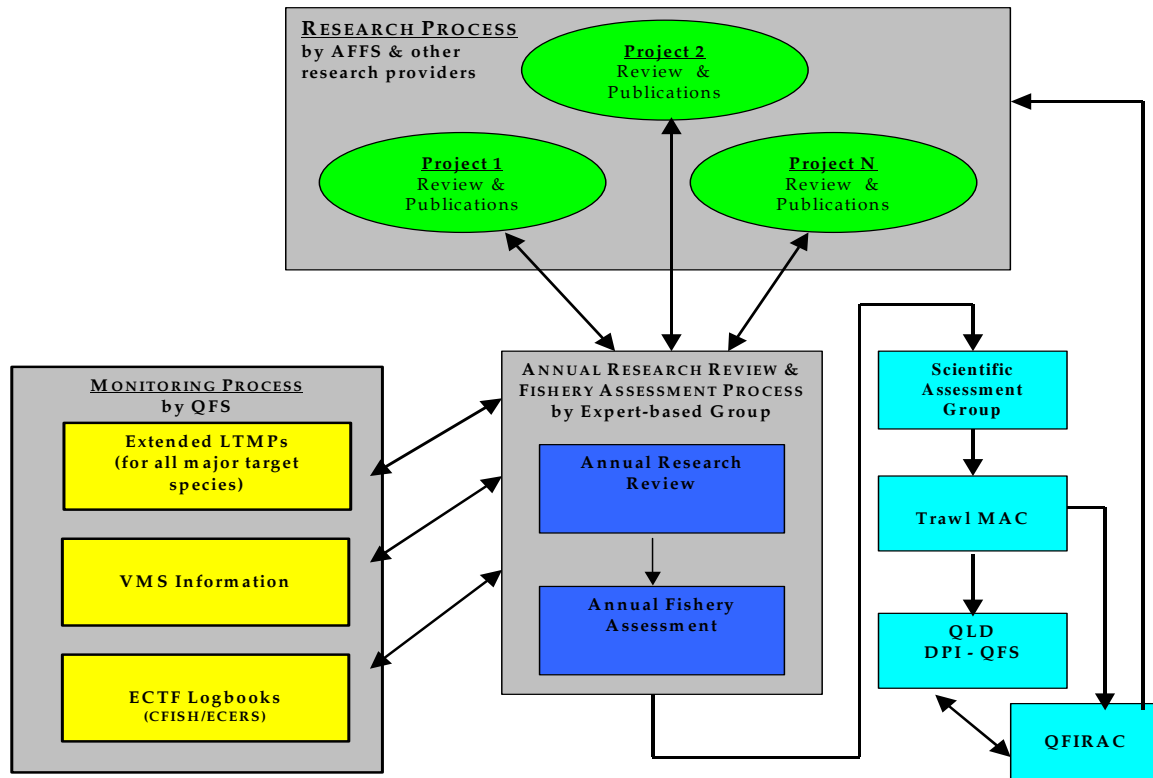 RESEARCH PROCESS
by AFFS & other
research providers
Project 2
Review &
Publications
Project 1
Review &
Publications
Project N
Review &
Publications
MONITORING PROCESS
by QFS
Extended LTMPs
(for all major target
species)
VMS Information
ECTF Logbooks
(CFISH/ECERS)
ANNUAL RESEARCH REVIEW &
FISHERY ASSESSMENT PROCESS
by Expert-based Group
Annual Research
Review
Annual Fishery
Assessment
Scientific
Assessment
Group
Trawl MAC
QLD
DPI - QFS
QFIRAC